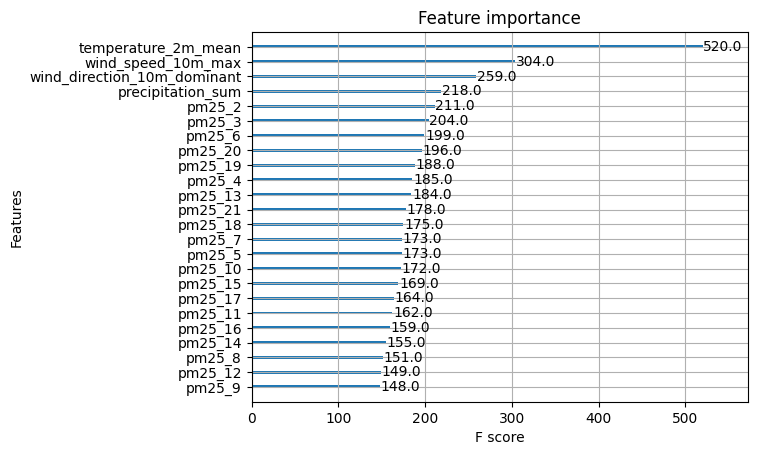 Feature importance
temperature_2m_mean 520.0
wind_speed_10m_max 304.0
wind_direction_10m_dominant 259.0
precipitation_sum 218.0
pm25_2 211.0
pm25_3 204.0
pm25_6 199.0
pm25_20 196.0
pm25_19 188.0
pm25_4 185.0
pm25_13 184.0
pm25_21 178.0
pm25_18 175.0
pm25_7 173.0
pm25_5 173.0
pm25_10 172.0
pm25_15 169.0
pm25_17 164.0
pm25_11 162.0
pm25_16 159.0
pm25_14 155.0
pm25_8 151.0
pm25_12 149.0
pm25_9 148.0
Features
0 100 200 300 400 500
F score